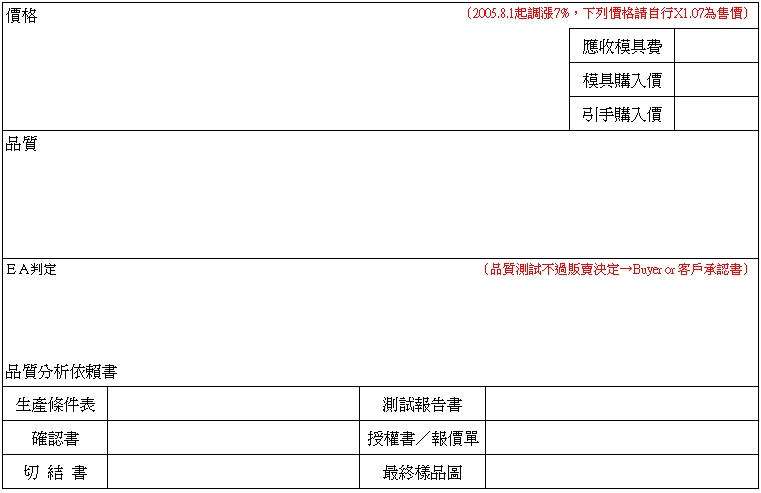 價格
（2005.8.1起調漲7%，下列價格請自行X1.07為售價）
應收模具費
模具購入價
引手購入價
品質
ＥＡ判定
（品質測試不過販賣決定→Buyer or 客戶承認書）
品質分析依賴書
生產條件表
測試報告書
確認書
授權書／報價單
切 結 書
最終樣品圖